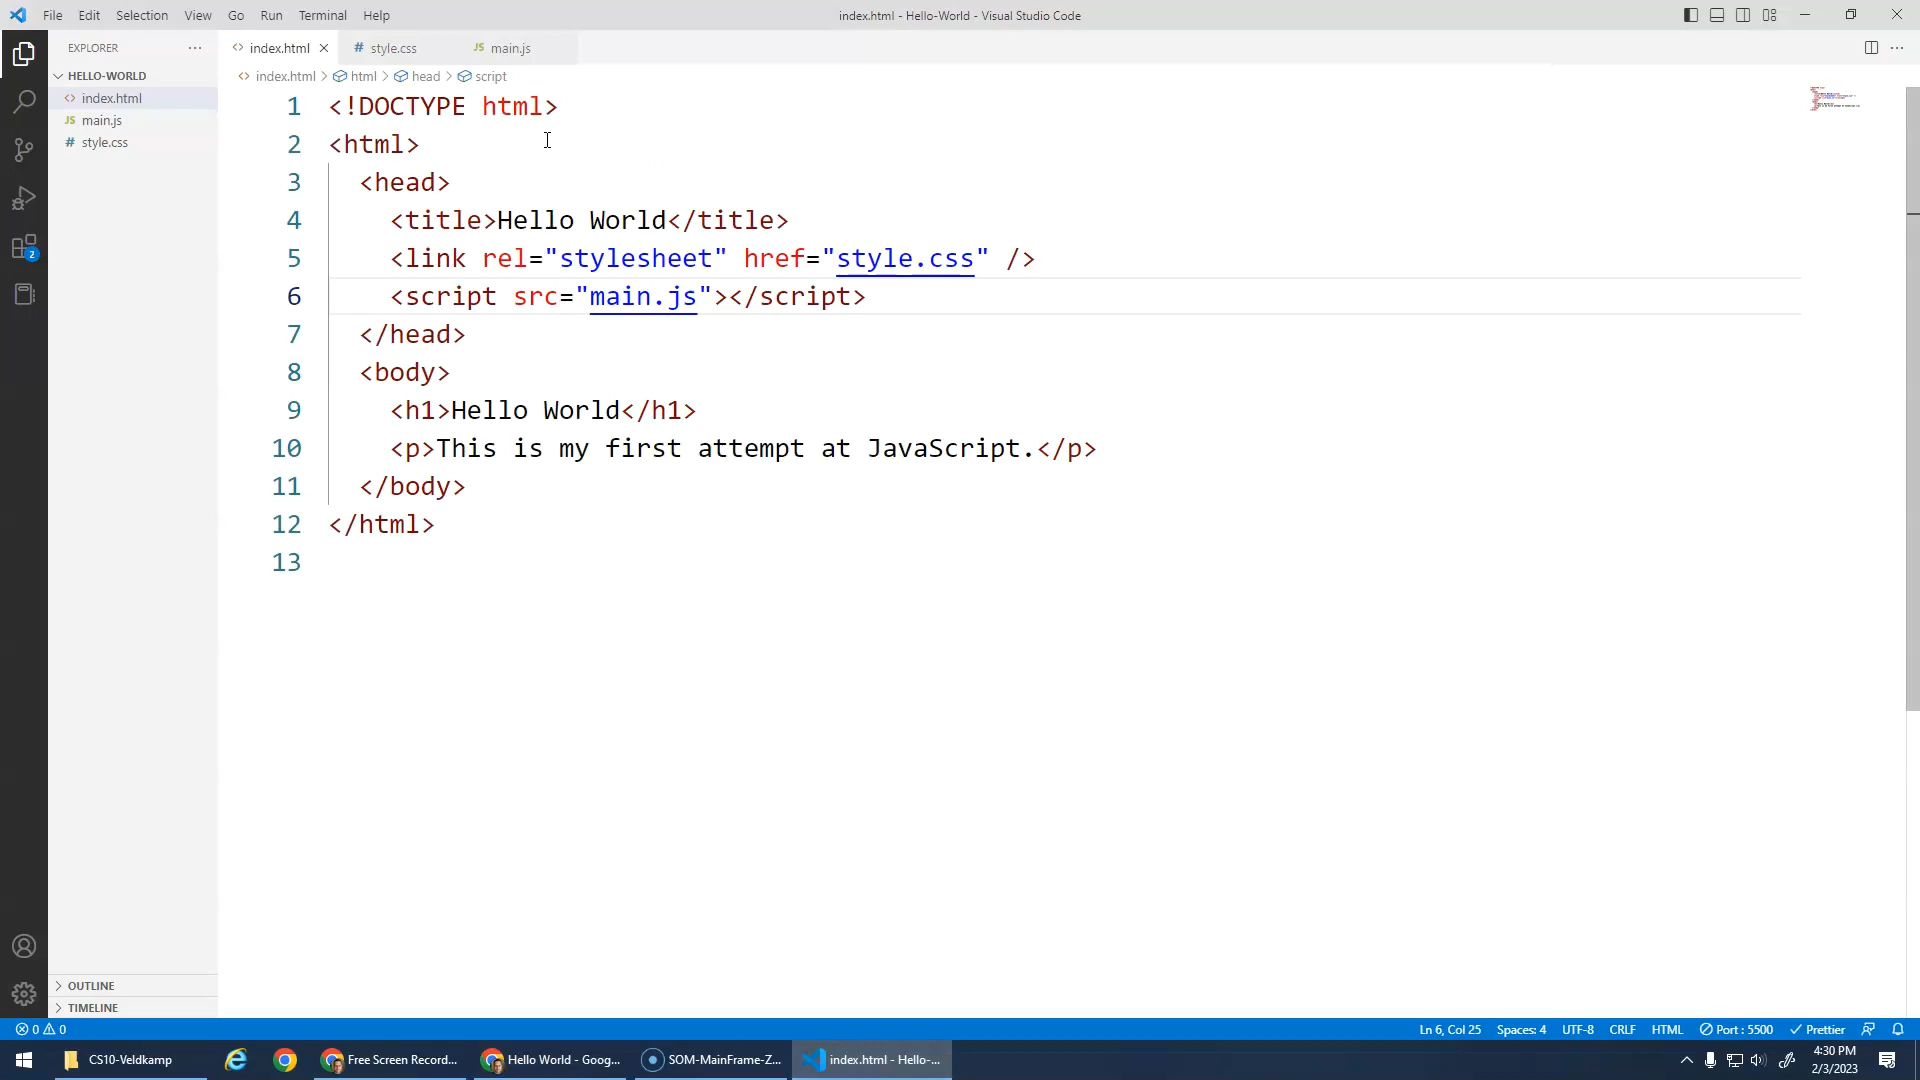 File Edit Selection View Go Run Terminal Help
index.html - Hello-World - Visual Studio Code
EXPLORER
index.html
style.css
main.js
HELLO-WORLD
index.html > html > head > script
index.html
main.js
style.css
1 <!DOCTYPE html>
2 <html>
3 <head>
4 <title>Hello World</title>
5 <link rel="stylesheet" href="style.css" />
6 <script src="main.js"></script>
7 </head>
8 <body>
9 <h1>Hello World</h1>
10 <p>This is my first attempt at JavaScript.</p>
11 </body>
12 </html>
13
2
OUTLINE
TIMELINE
0 0
Ln 6, Col 25 Spaces: 4 UTF-8 CRLF HTML Port : 5500 Prettier
CS10-Veldkamp
Free Screen Record...
Hello World - Goog...
SOM-MainFrame-Z...
index.html - Hello-...
4:30 PM
2/3/2023